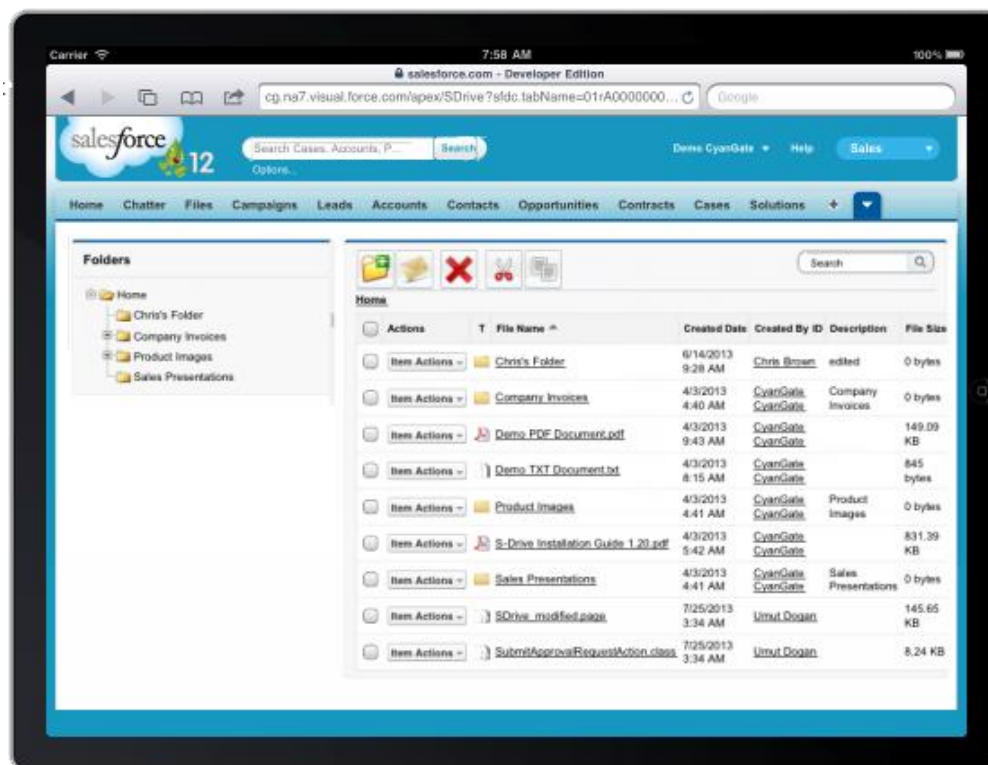 Carrier 7:58 AM 100%
salesforce.com - Developer Edition
cg.na7.visual.force.com/apex/SDrive?sfdc.tabName=01rA0000000... Google
salesforce 12 Search Cases, Accounts, P... Search Demo CyanGate Help Sales
Options...
Home Chatter Files Campaigns Leads Accounts Contacts Opportunities Contracts Cases Solutions +
Folders
Home
Chris's Folder
Company Invoices
Product Images
Sales Presentations
Search
Home
Actions T File Name Created Date Created By ID Description File Size
Item Actions Chris's Folder 6/14/2013 9:28 AM Chris Brown edited 0 bytes
Item Actions Company Invoices 4/3/2013 4:40 AM CyanGate CyanGate Company Invoices 0 bytes
Item Actions Demo PDF Document.pdf 4/3/2013 9:43 AM CyanGate CyanGate 149.09 KB
Item Actions Demo TXT Document.txt 4/3/2013 8:15 AM CyanGate CyanGate 845 bytes
Item Actions Product Images 4/3/2013 4:41 AM CyanGate CyanGate Product Images 0 bytes
Item Actions S-Drive Installation Guide 1.20.pdf 4/3/2013 5:42 AM CyanGate CyanGate 831.39 KB
Item Actions Sales Presentations 4/3/2013 4:41 AM CyanGate CyanGate Sales Presentations 0 bytes
Item Actions SDrive_modified.page 7/25/2013 3:34 AM Umut Dogan 145.65 KB
Item Actions SubmitApprovalRequestAction.class 7/25/2013 3:34 AM Umut Dogan 8.24 KB